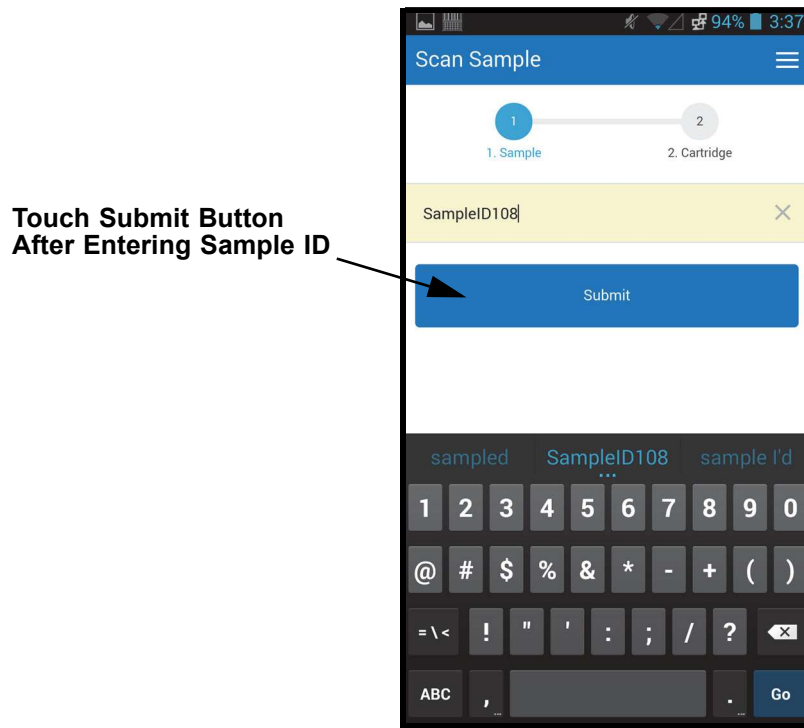 94% 3:37
Scan Sample
1 2
1. Sample 2. Cartridge
Touch Submit Button
After Entering Sample ID
SampleID108
Submit
sampled SampleID108 sample I'd
1 2 3 4 5 6 7 8 9 0
@ # $ % & * - + ( )
= \ < ! " ' : ; / ? 
ABC , ... . ... Go